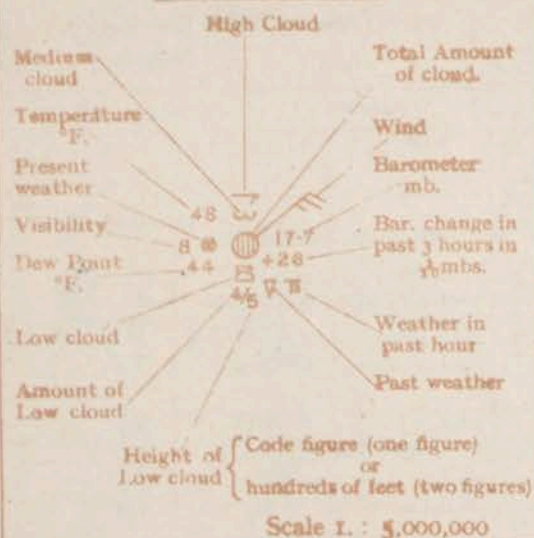 High Cloud
Medium
cloud
Total Amount
of cloud.
Temperature
°F.
Wind
Present
weather
Barometer
mb.
48
Visibility
8
17·7
Bar. change in
past 3 hours in
1/10 mbs.
+28
Dew Point
°F.
44
4/5
Low cloud
Weather in
past hour
Amount of
Low cloud
Past weather
Height of
Low cloud
Code figure (one figure)
or
hundreds of feet (two figures)
Scale 1. : 5,000,000